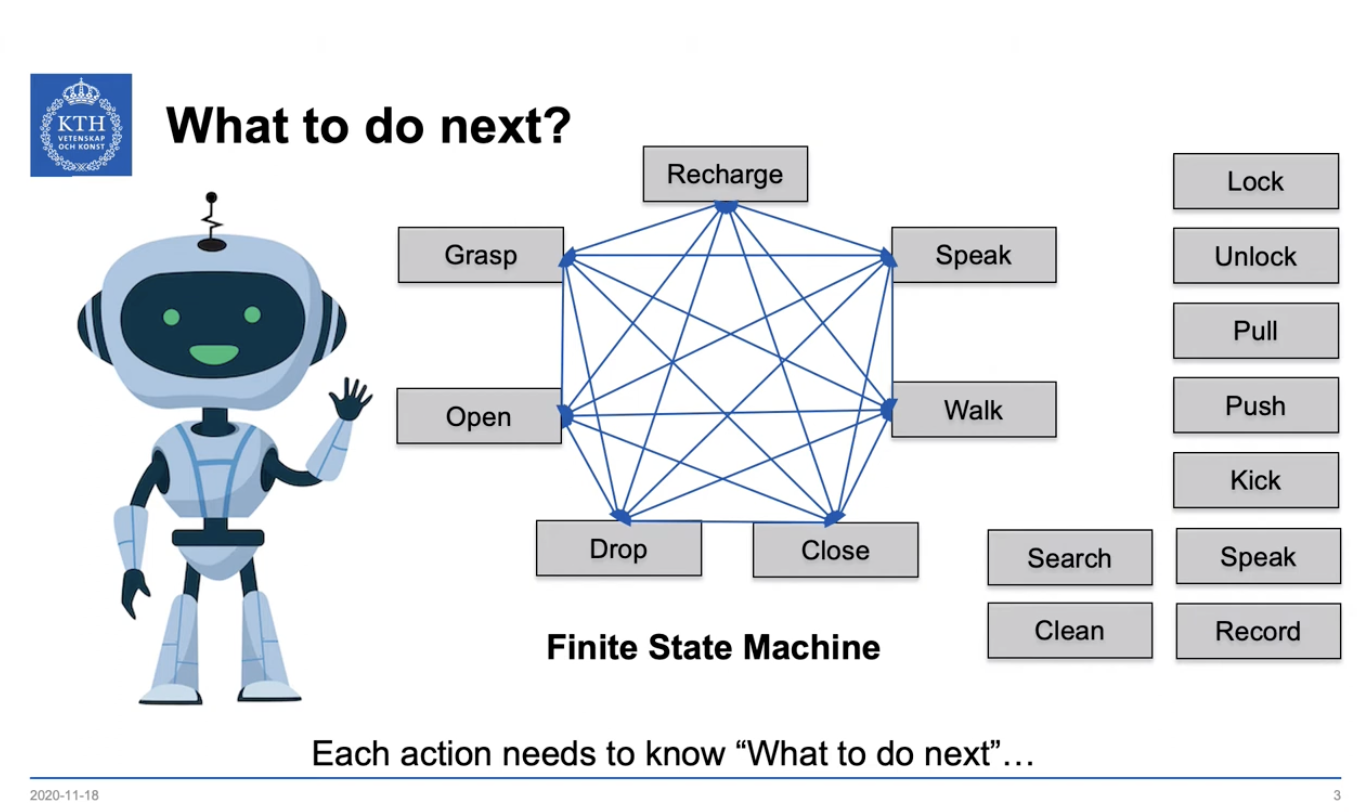 KTH
VETENSKAP
OCH KONST
What to do next?
Recharge
Grasp
Speak
Open
Walk
Drop
Close
Lock
Unlock
Pull
Push
Kick
Search
Speak
Clean
Record
Finite State Machine
Each action needs to know “What to do next”…
2020-11-18
3